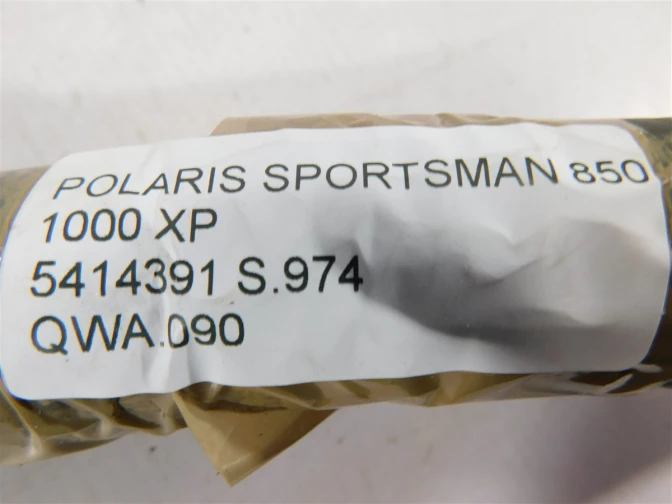 POLARIS SPORTSMAN 850
1000 XP
5414391 S.974
QWA.090